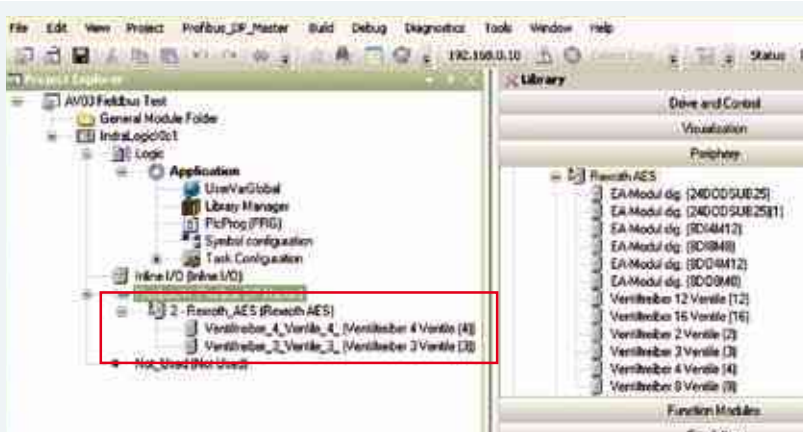 File Edit View Project Profibus_DP_Master Build Debug Diagnostics Tools Window Help
192.168.0.10 Status
Project Explorer
AV03 Fieldbus Test
General Module Folder
Logic
Application
UserVarGlobal
Library Manager
PlcProg (PRG)
Symbol configuration
Task Configuration
Inline I/O (Inline I/O)
2 - Rexroth_AES (Rexroth AES)
Ventiltreiber_4_Ventile_4_ (Ventiltreiber 4 Ventile [4])
Ventiltreiber_3_Ventile_3_ (Ventiltreiber 3 Ventile [3])
Not_Used (Not Used)
Library
Drive and Control
Visualization
Periphery
Rexroth AES
EA-Modul dig. [24DODSUB25]
EA-Modul dig. [24DODSUB25][1]
EA-Modul dig. [8DI4M12]
EA-Modul dig. [8DI8M8]
EA-Modul dig. [8DO4M12]
EA-Modul dig. [8DO8M8]
Ventiltreiber 12 Ventile [12]
Ventiltreiber 16 Ventile [16]
Ventiltreiber 2 Ventile [2]
Ventiltreiber 3 Ventile [3]
Ventiltreiber 4 Ventile [4]
Ventiltreiber 8 Ventile [8]
Function Modules